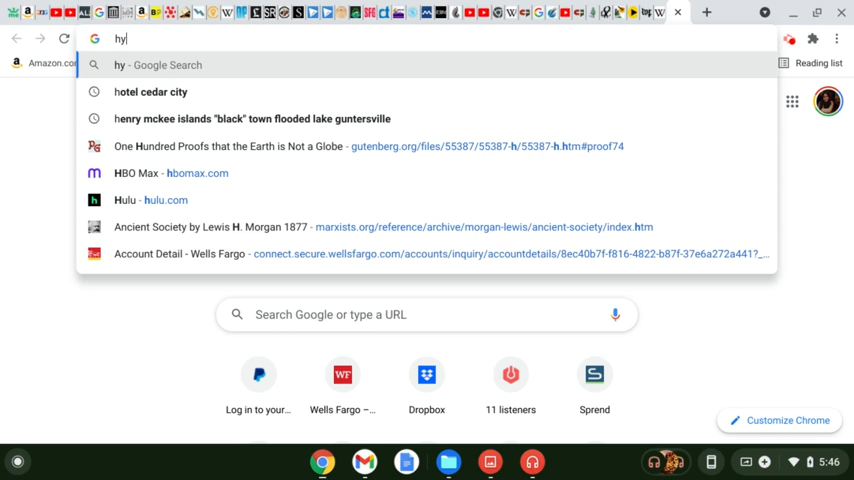 hy
Amazon.com
Reading list
hy - Google Search
hotel cedar city
henry mckee islands "black" town flooded lake guntersville
One Hundred Proofs that the Earth is Not a Globe - gutenberg.org/files/55387/55387-h/55387-h.htm#proof74
HBO Max - hbomax.com
Hulu - hulu.com
Ancient Society by Lewis H. Morgan 1877 - marxists.org/reference/archive/morgan-lewis/ancient-society/index.htm
Account Detail - Wells Fargo - connect.secure.wellsfargo.com/accounts/inquiry/accountdetails/8ec40b7f-f816-4822-b87f-37e6a272a441?_...
Search Google or type a URL
WF
Log in to your... Wells Fargo –... Dropbox 11 listeners Sprend
Customize Chrome
5:46